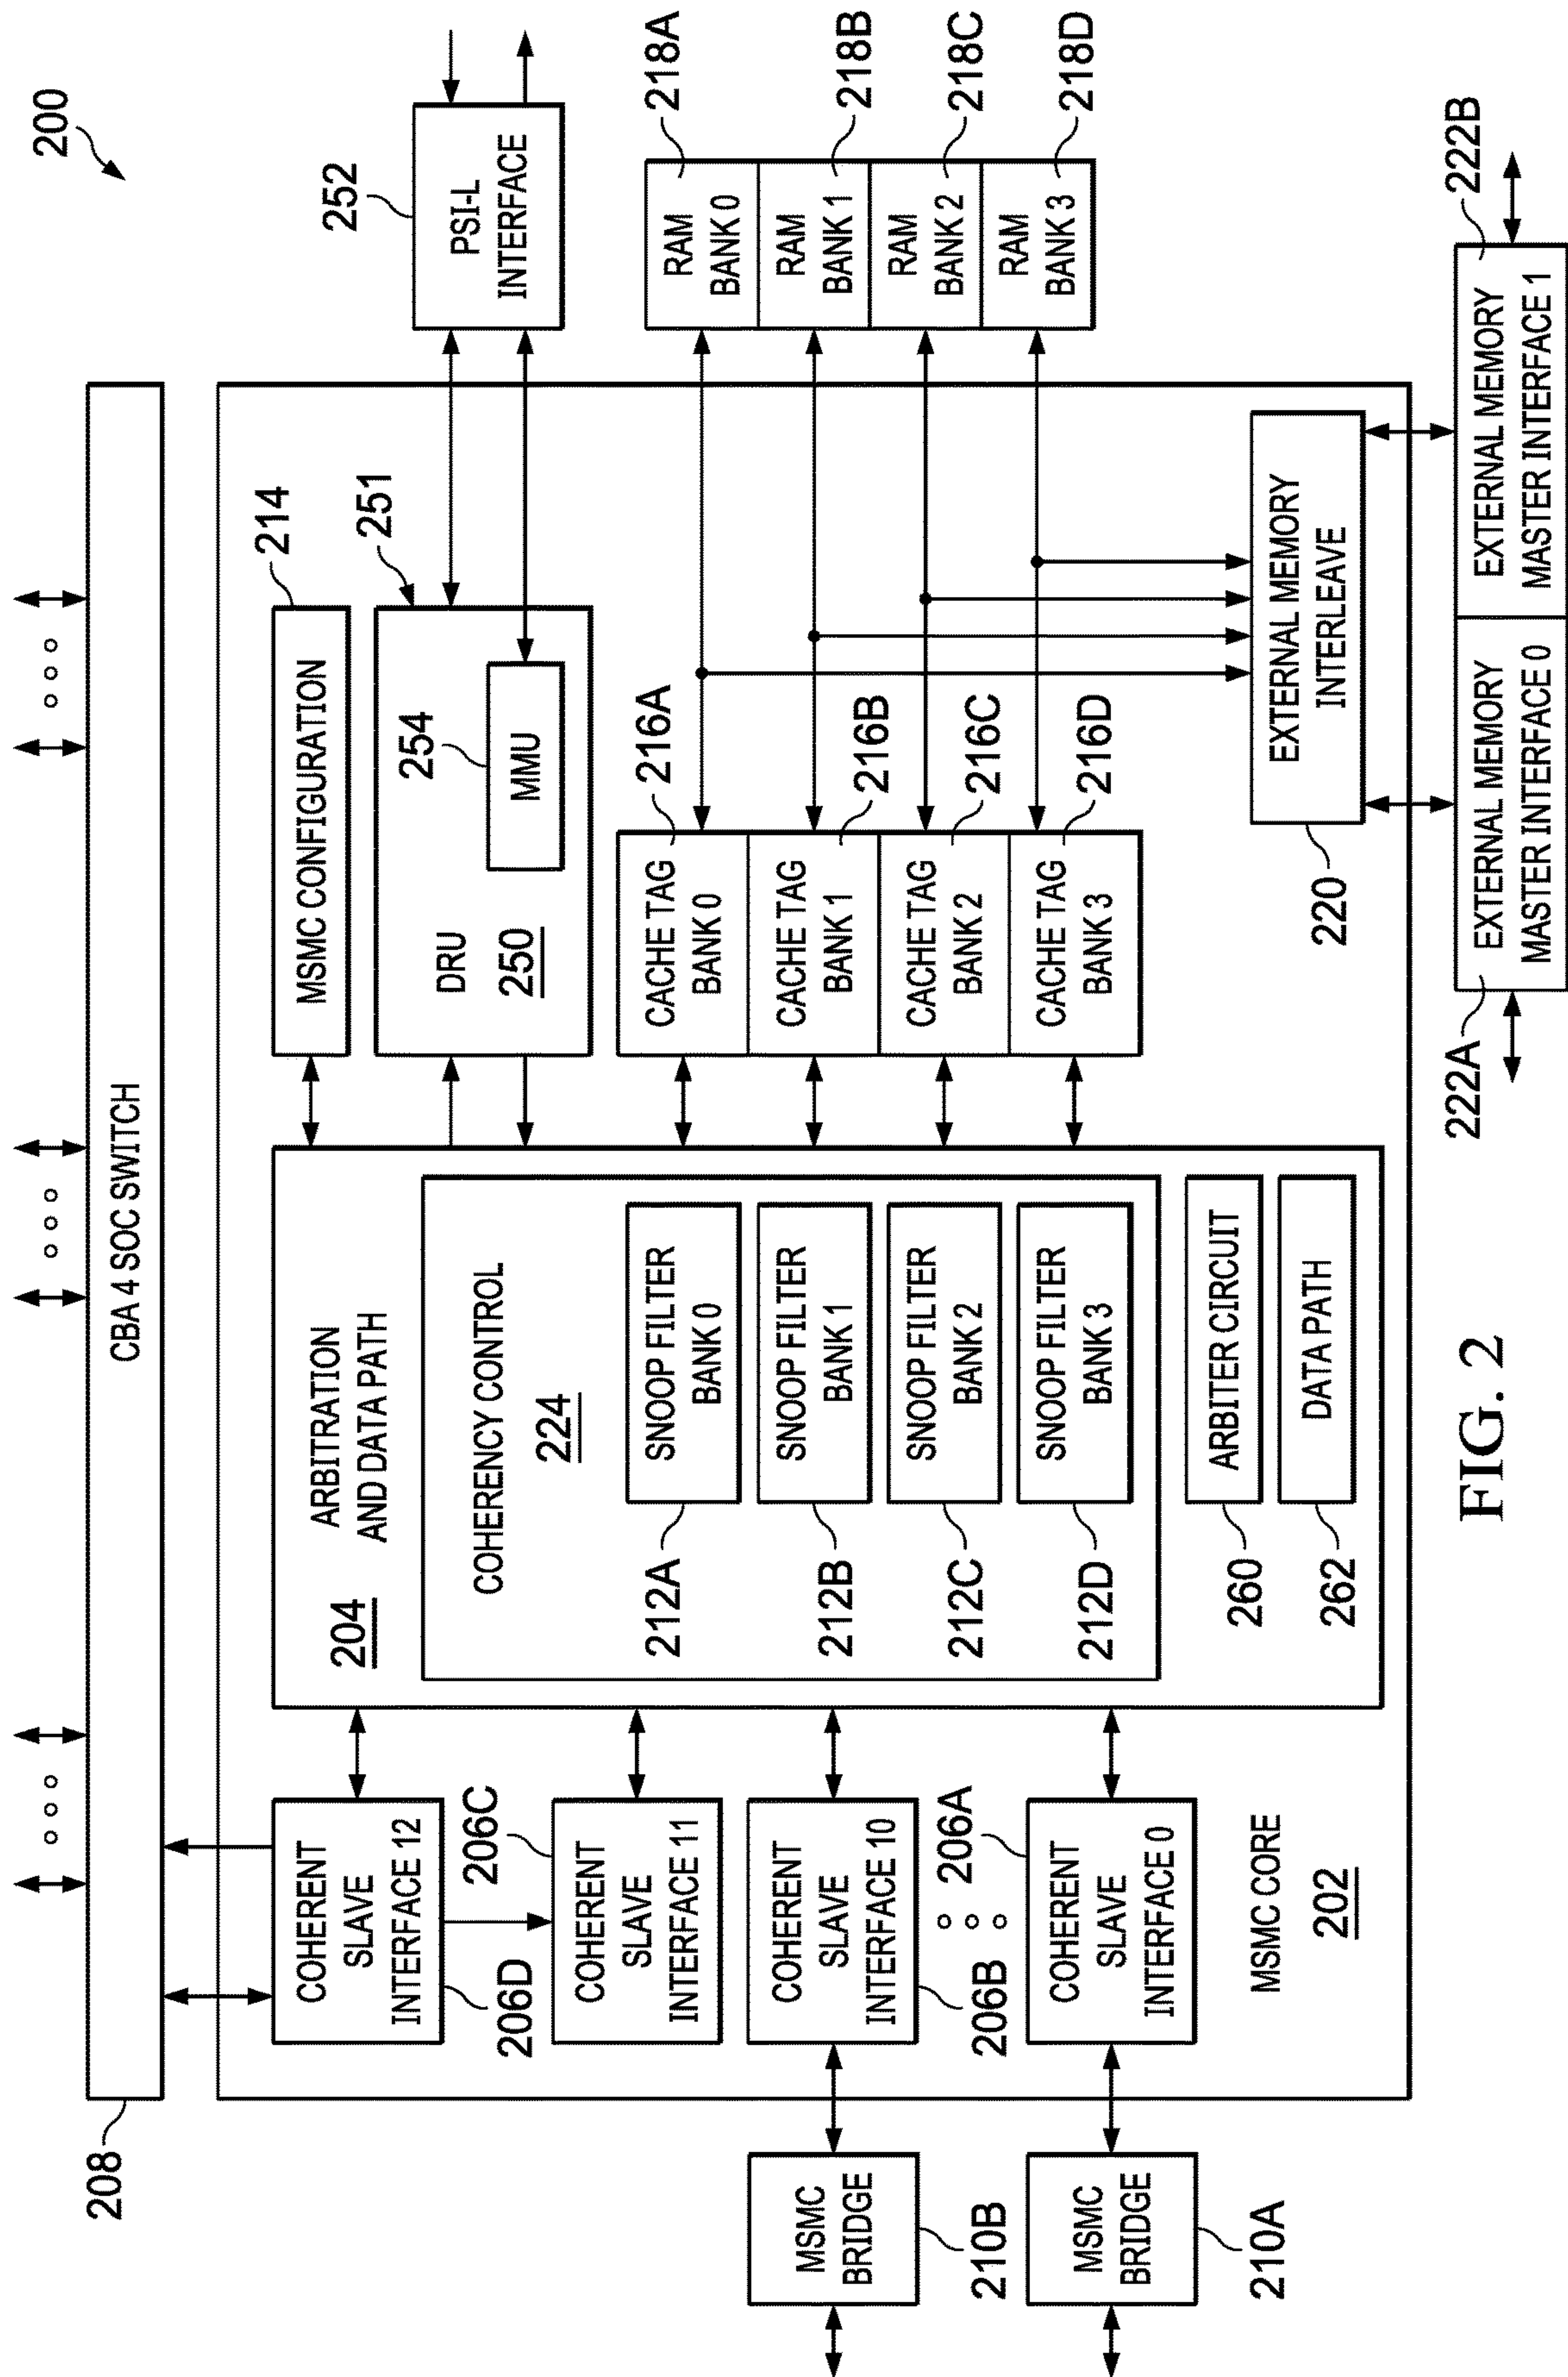 200
208
CBA 4 SOC SWITCH
COHERENT
SLAVE
INTERFACE 12
206D
206C
COHERENT
SLAVE
INTERFACE 11
COHERENT
SLAVE
INTERFACE 10
206B
206A
COHERENT
SLAVE
INTERFACE 0
MSMC CORE
202
MSMC
BRIDGE
210B
MSMC
BRIDGE
210A
ARBITRATION
AND DATA PATH
204
COHERENCY CONTROL
224
SNOOP FILTER
BANK 0
212A
SNOOP FILTER
BANK 1
212B
SNOOP FILTER
BANK 2
212C
SNOOP FILTER
BANK 3
212D
ARBITER CIRCUIT
260
DATA PATH
262
MSMC CONFIGURATION
214
251
DRU
250
254
MMU
252
PSI-L
INTERFACE
CACHE TAG
BANK 0
216A
CACHE TAG
BANK 1
216B
CACHE TAG
BANK 2
216C
CACHE TAG
BANK 3
216D
RAM
BANK 0
218A
RAM
BANK 1
218B
RAM
BANK 2
218C
RAM
BANK 3
218D
EXTERNAL MEMORY
INTERLEAVE
220
222A
EXTERNAL MEMORY
MASTER INTERFACE 0
EXTERNAL MEMORY
MASTER INTERFACE 1
222B
FIG. 2